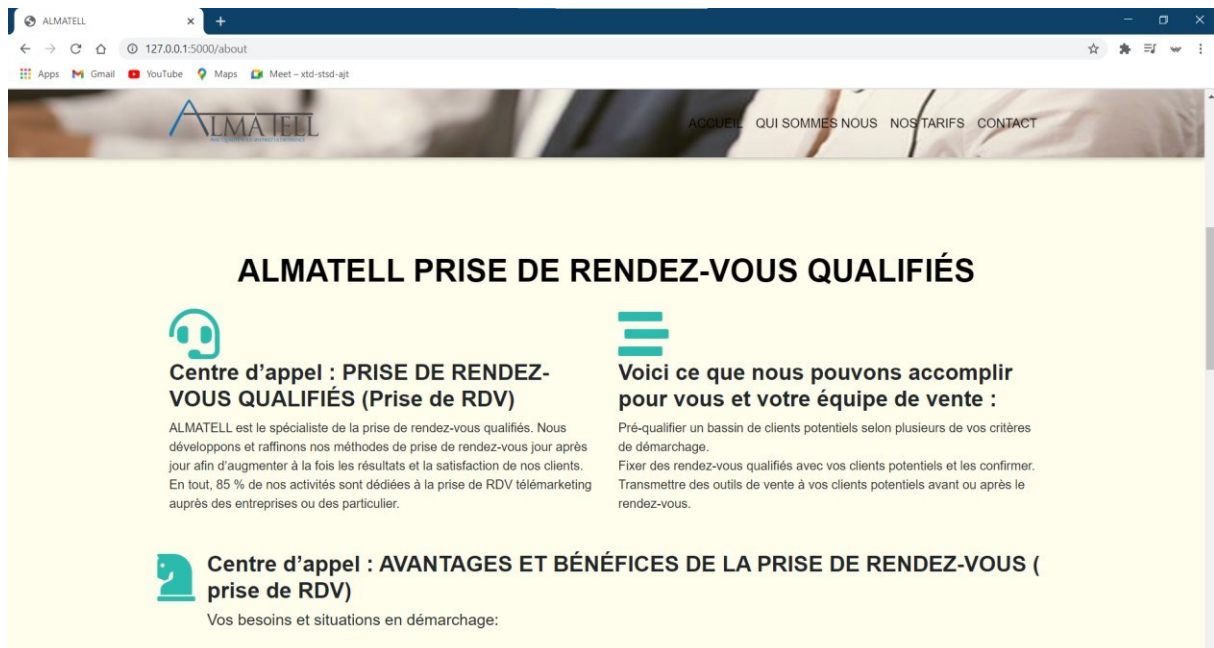 ALMATELL
127.0.0.1:5000/about
Apps Gmail YouTube Maps Meet – xtd-stsd-ajt
ALMATELL
ACCUEIL QUI SOMMES NOUS NOS TARIFS CONTACT
ALMATELL PRISE DE RENDEZ-VOUS QUALIFIÉS
Centre d’appel : PRISE DE RENDEZ-
VOUS QUALIFIÉS (Prise de RDV)
ALMATELL est le spécialiste de la prise de rendez-vous qualifiés. Nous
développons et raffinons nos méthodes de prise de rendez-vous jour après
jour afin d’augmenter à la fois les résultats et la satisfaction de nos clients.
En tout, 85 % de nos activités sont dédiées à la prise de RDV télémarketing
auprès des entreprises ou des particulier.
Voici ce que nous pouvons accomplir
pour vous et votre équipe de vente :
Pré-qualifier un bassin de clients potentiels selon plusieurs de vos critères
de démarchage.
Fixer des rendez-vous qualifiés avec vos clients potentiels et les confirmer.
Transmettre des outils de vente à vos clients potentiels avant ou après le
rendez-vous.
Centre d’appel : AVANTAGES ET BÉNÉFICES DE LA PRISE DE RENDEZ-VOUS (
prise de RDV)
Vos besoins et situations en démarchage: